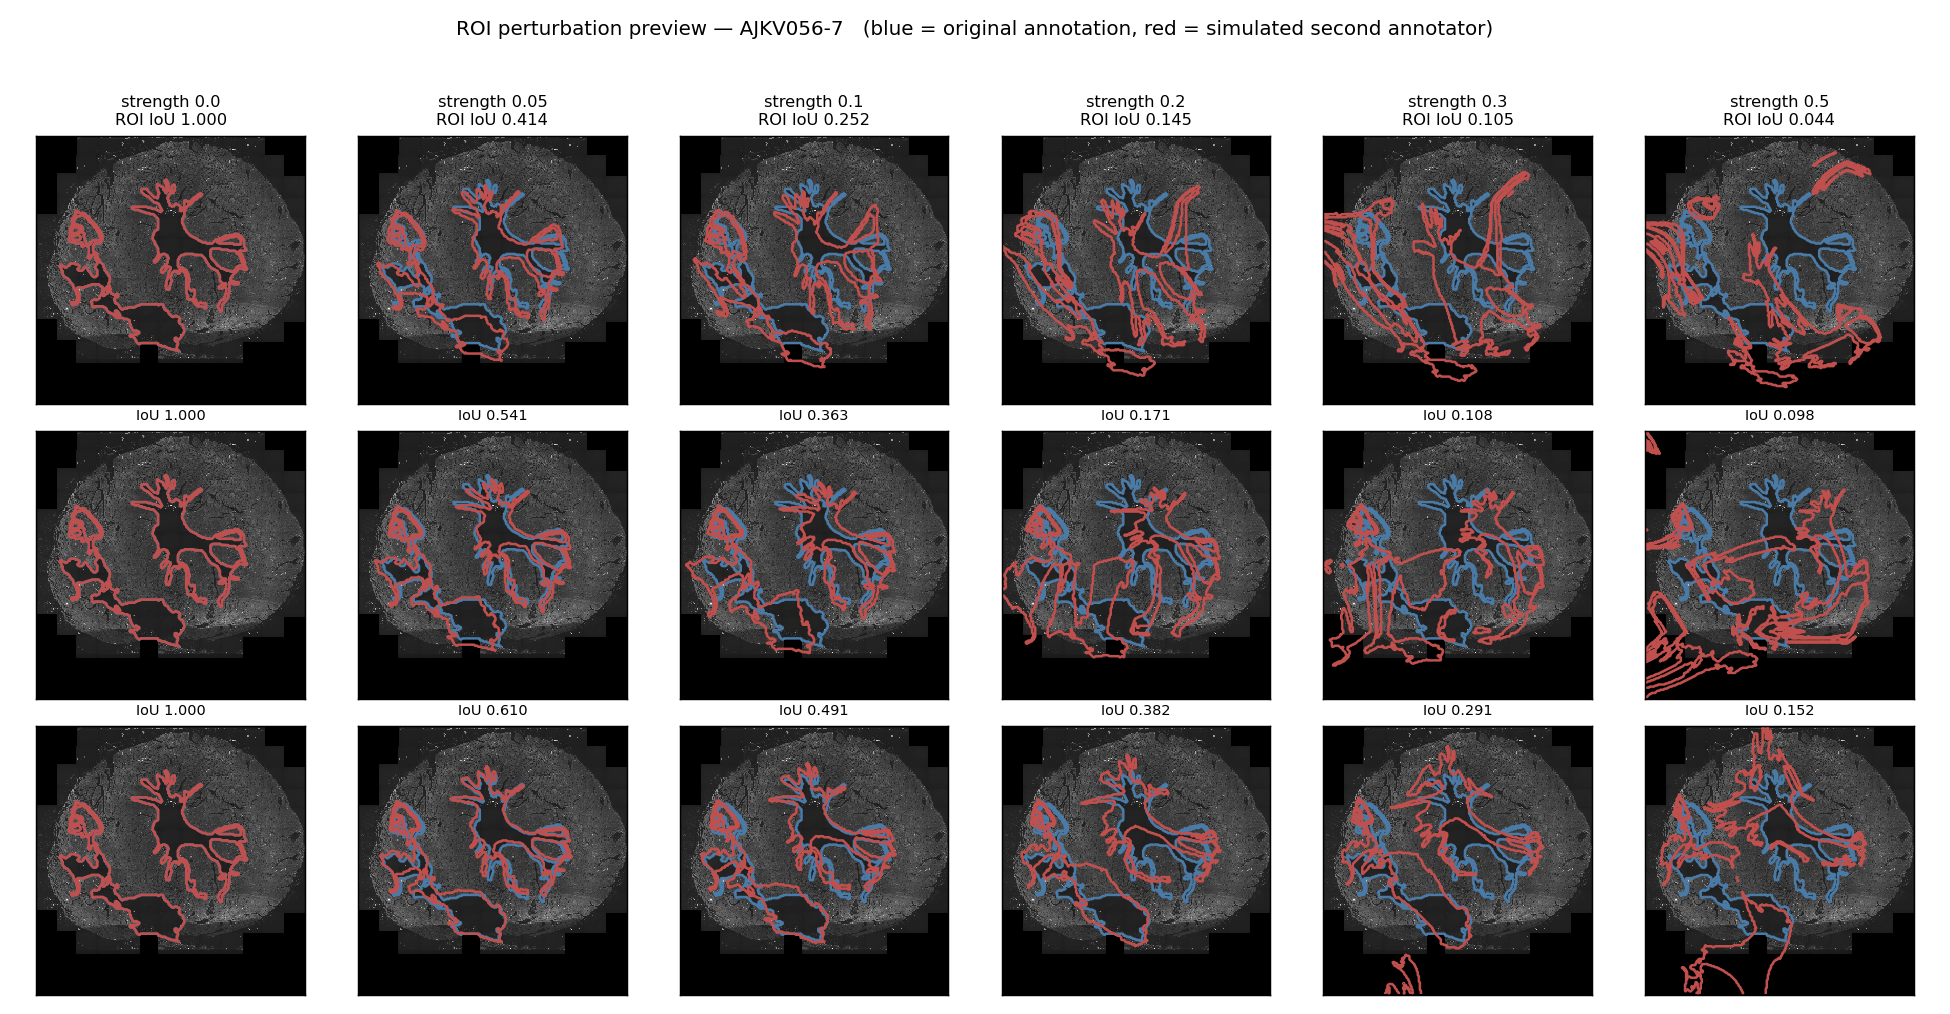 ROI perturbation preview — AJKV056-7   (blue = original annotation, red = simulated second annotator)
strength 0.0
ROI IoU 1.000
strength 0.05
ROI IoU 0.414
strength 0.1
ROI IoU 0.252
strength 0.2
ROI IoU 0.145
strength 0.3
ROI IoU 0.105
strength 0.5
ROI IoU 0.044
IoU 1.000
IoU 0.541
IoU 0.363
IoU 0.171
IoU 0.108
IoU 0.098
IoU 1.000
IoU 0.610
IoU 0.491
IoU 0.382
IoU 0.291
IoU 0.152